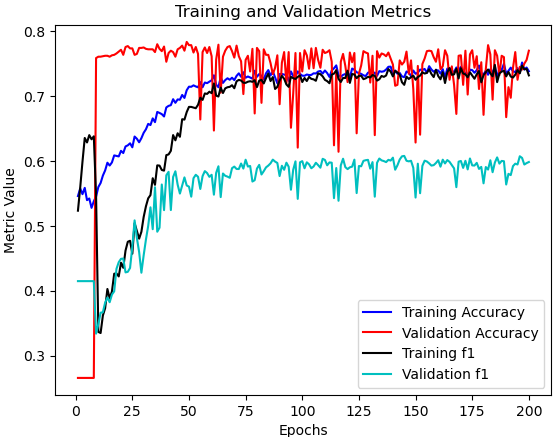 Training and Validation Metrics
0.8
0.7
0.6
0.5
0.4
0.3
Metric Value
0 25 50 75 100 125 150 175 200
Epochs
Training Accuracy
Validation Accuracy
Training f1
Validation f1